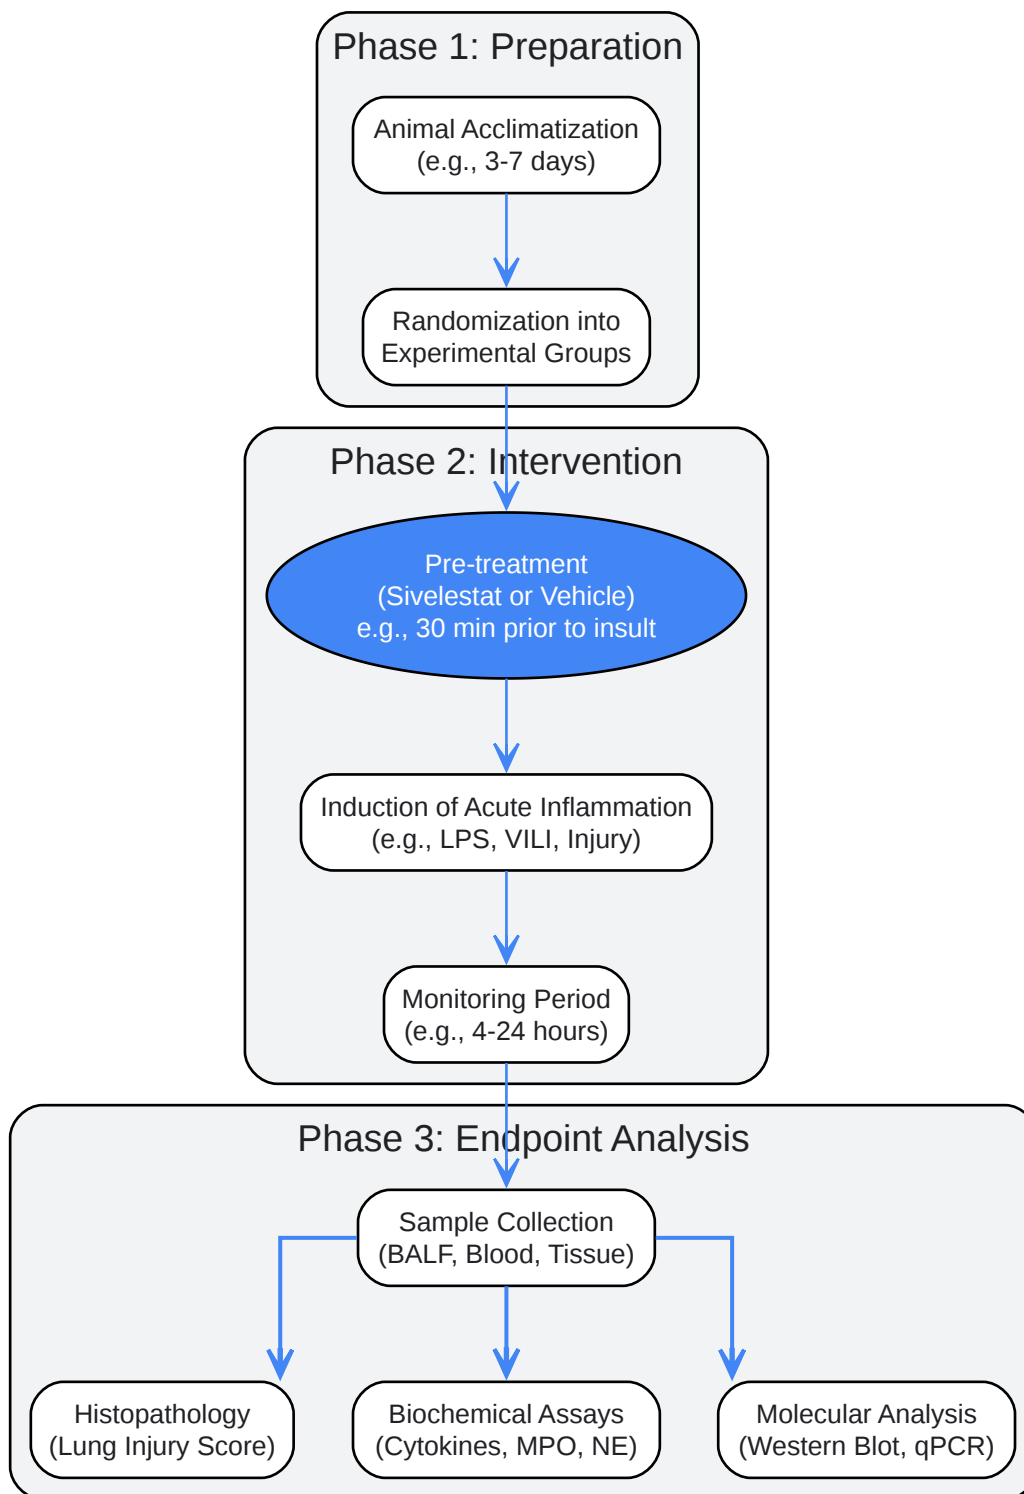 Phase 1: Preparation
Animal Acclimatization
(e.g., 3-7 days)
Randomization into
Experimental Groups
Phase 2: Intervention
Pre-treatment
(Sivelestat or Vehicle)
e.g., 30 min prior to insult
Induction of Acute Inflammation
(e.g., LPS, VILI, Injury)
Monitoring Period
(e.g., 4-24 hours)
Phase 3: Endpoint Analysis
Sample Collection
(BALF, Blood, Tissue)
Histopathology
(Lung Injury Score)
Biochemical Assays
(Cytokines, MPO, NE)
Molecular Analysis
(Western Blot, qPCR)